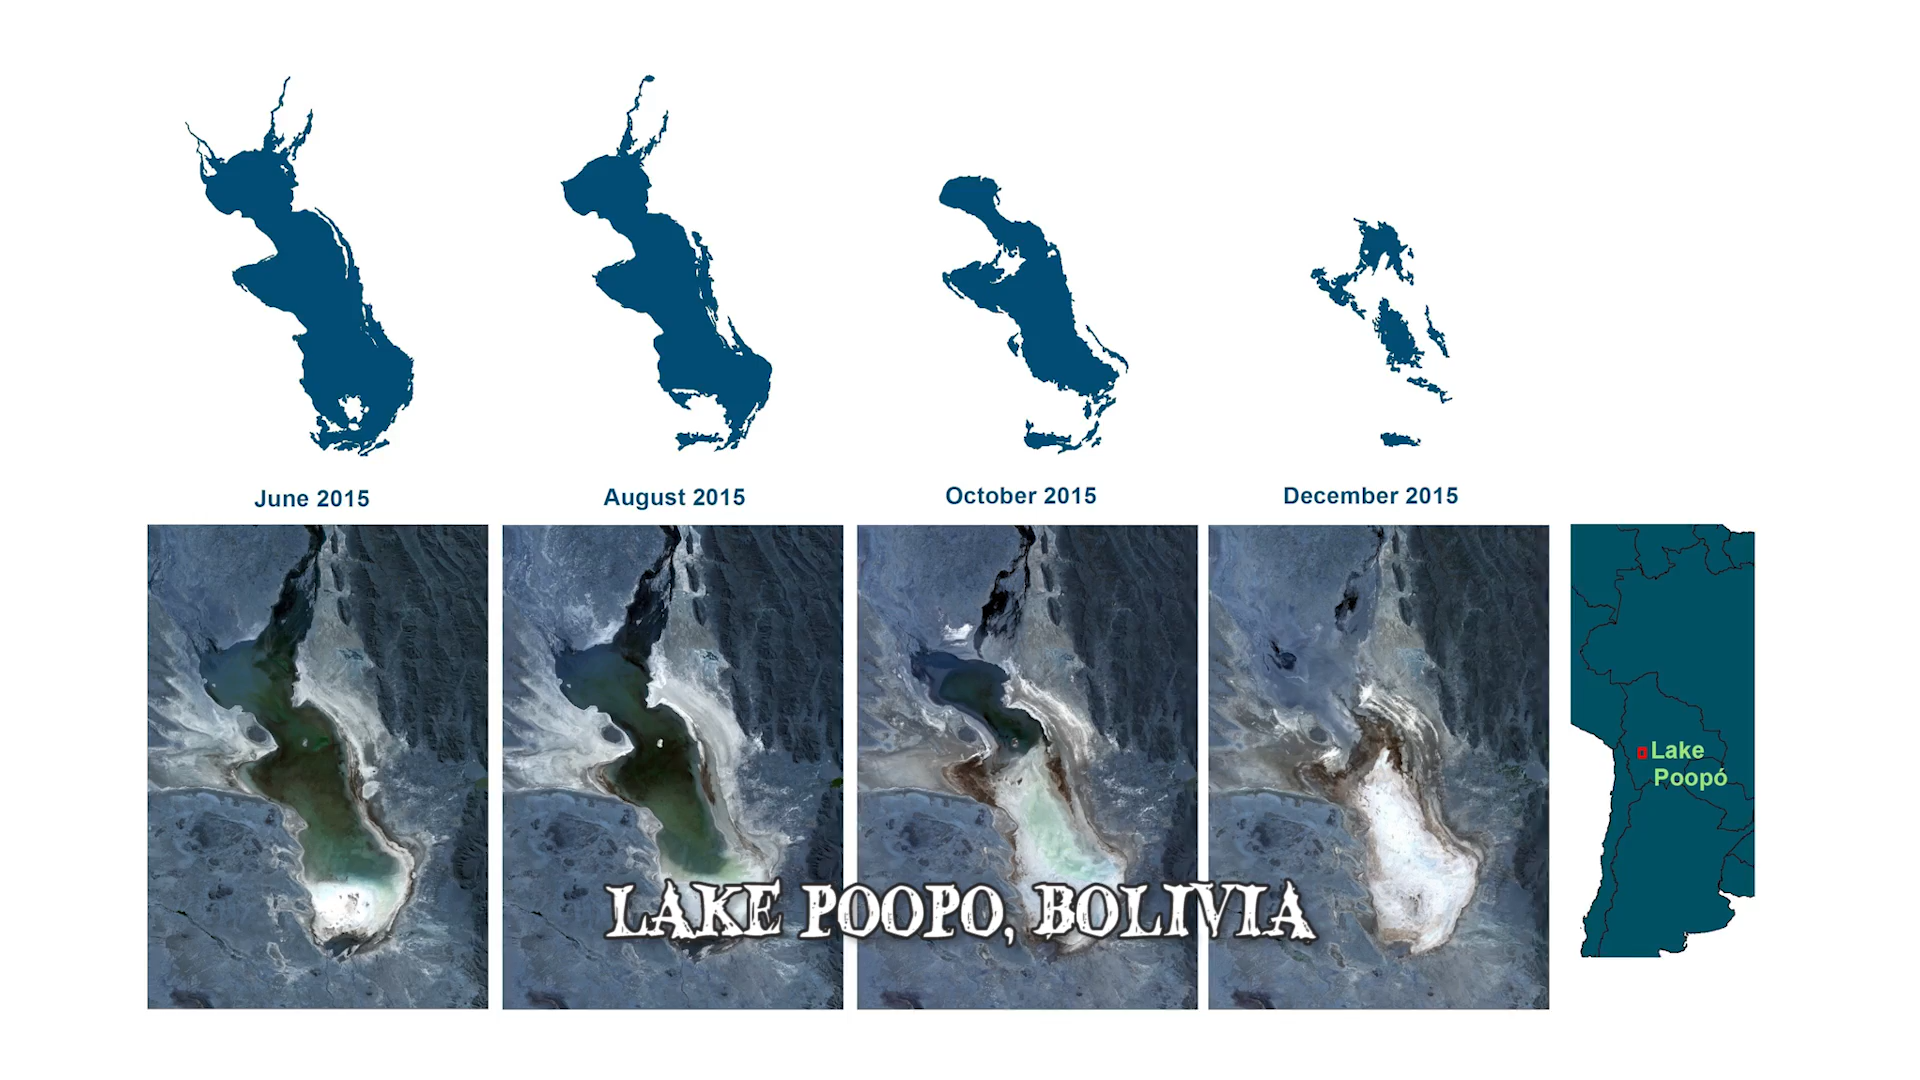 June 2015
August 2015
October 2015
December 2015
Lake
Poopó
LAKE POOPO, BOLIVIA